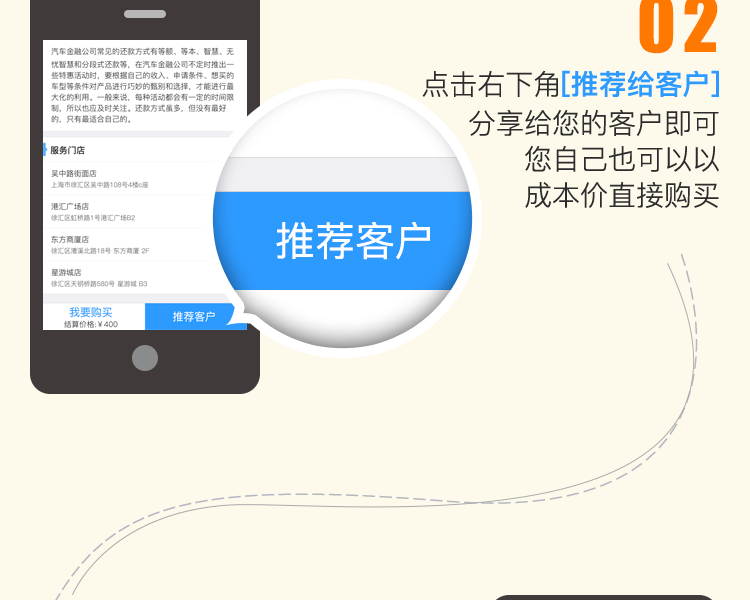 02
点击右下角[推荐给客户]
分享给您的客户即可
您自己也可以以
成本价直接购买
汽车金融公司常见的还款方式有等额、等本、智慧、无
忧智慧和分段式还款等，在汽车金融公司不定时推出一
些特惠活动时，要根据自己的收入、申请条件、想买的
车型等条件对产品进行巧妙的甄别和选择，才能进行最
大化的利用。一般来说，每种活动都会有一定的时间限
制，所以也应及时关注。还款方式虽多，但没有最好
的，只有最适合自己的。
服务门店
吴中路街面店
上海市徐汇区吴中路108号4楼c座
港汇广场店
徐汇区虹桥路1号港汇广场B2
东方商厦店
徐汇区漕溪北路18号 东方商厦 2F
星游城店
徐汇区天钥桥路580号 星游城 B3
我要购买
结算价格:￥400
推荐客户
推荐客户